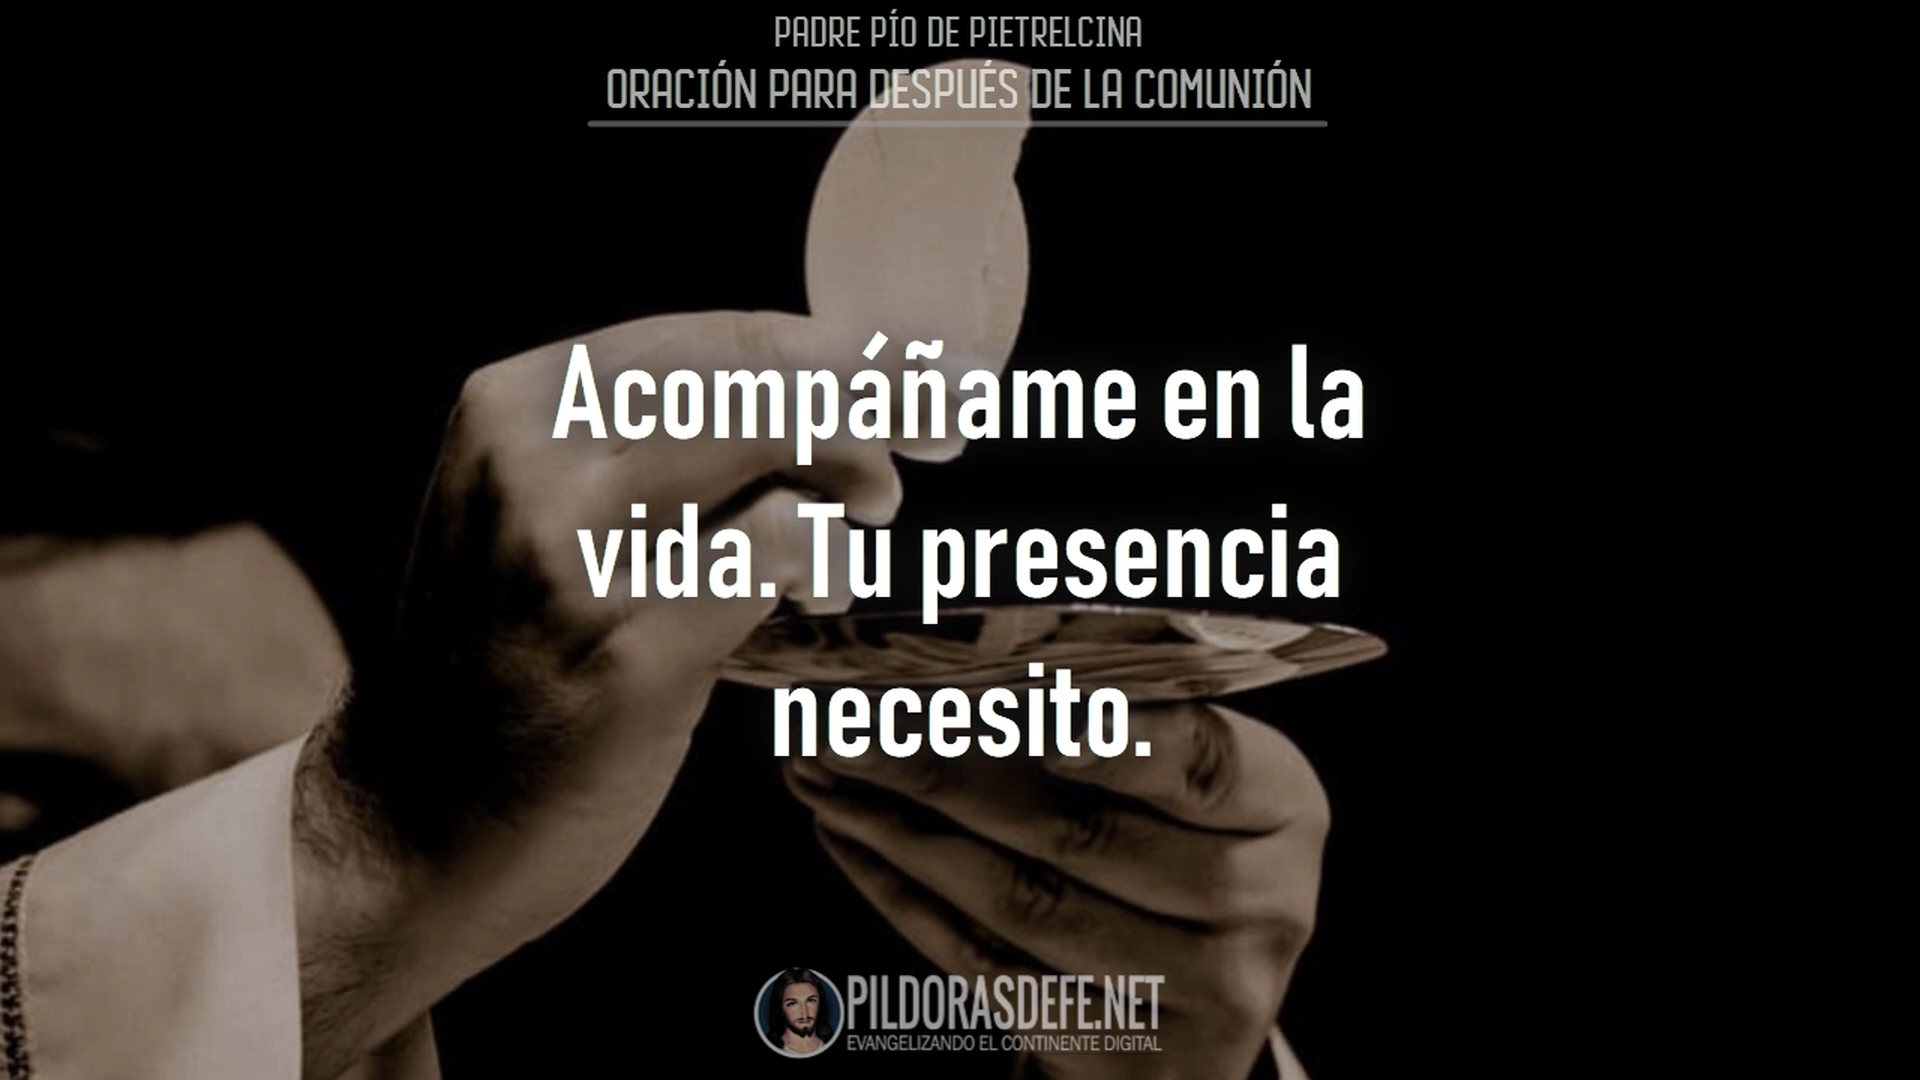 PADRE PÍO DE PIETRELCINA
ORACIÓN PARA DESPUÉS DE LA COMUNIÓN
Acompáñame en la
vida. Tu presencia
necesito.
PILDORASDEFE.NET
EVANGELIZANDO EL CONTINENTE DIGITAL